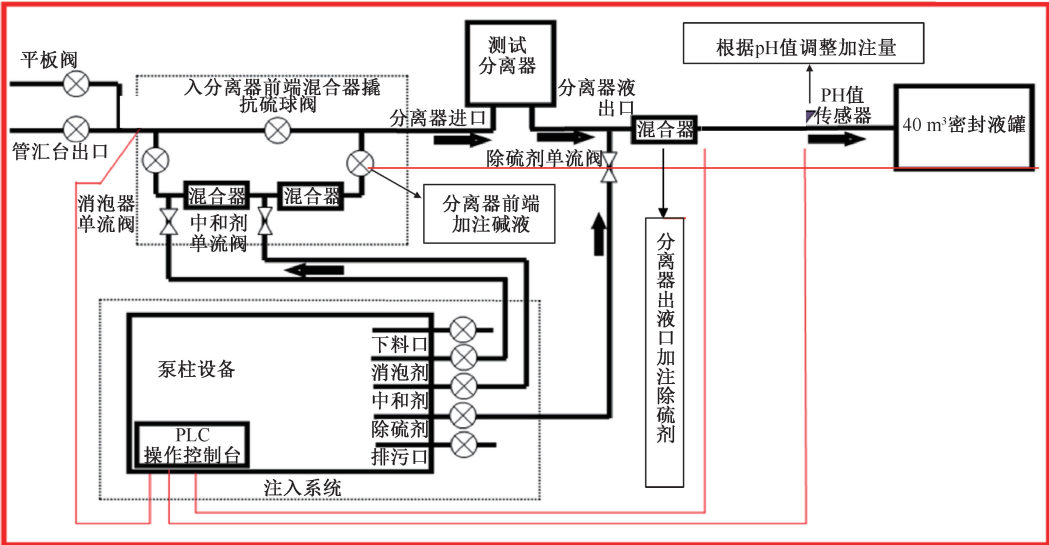 平板阀
管汇台出口
入分离器前端混合器撬
抗硫球阀
消泡器
单流阀
混合器
混合器
中和剂
单流阀
分离器进口
测试
分离器
分离器液
出口
除硫剂单流阀
混合器
根据pH值调整加注量
PH值
传感器
40 m³密封液罐
分离器前端
加注碱液
分离器出液口加注除硫剂
泵柱设备
下料口
消泡剂
中和剂
除硫剂
排污口
PLC
操作控制台
注入系统